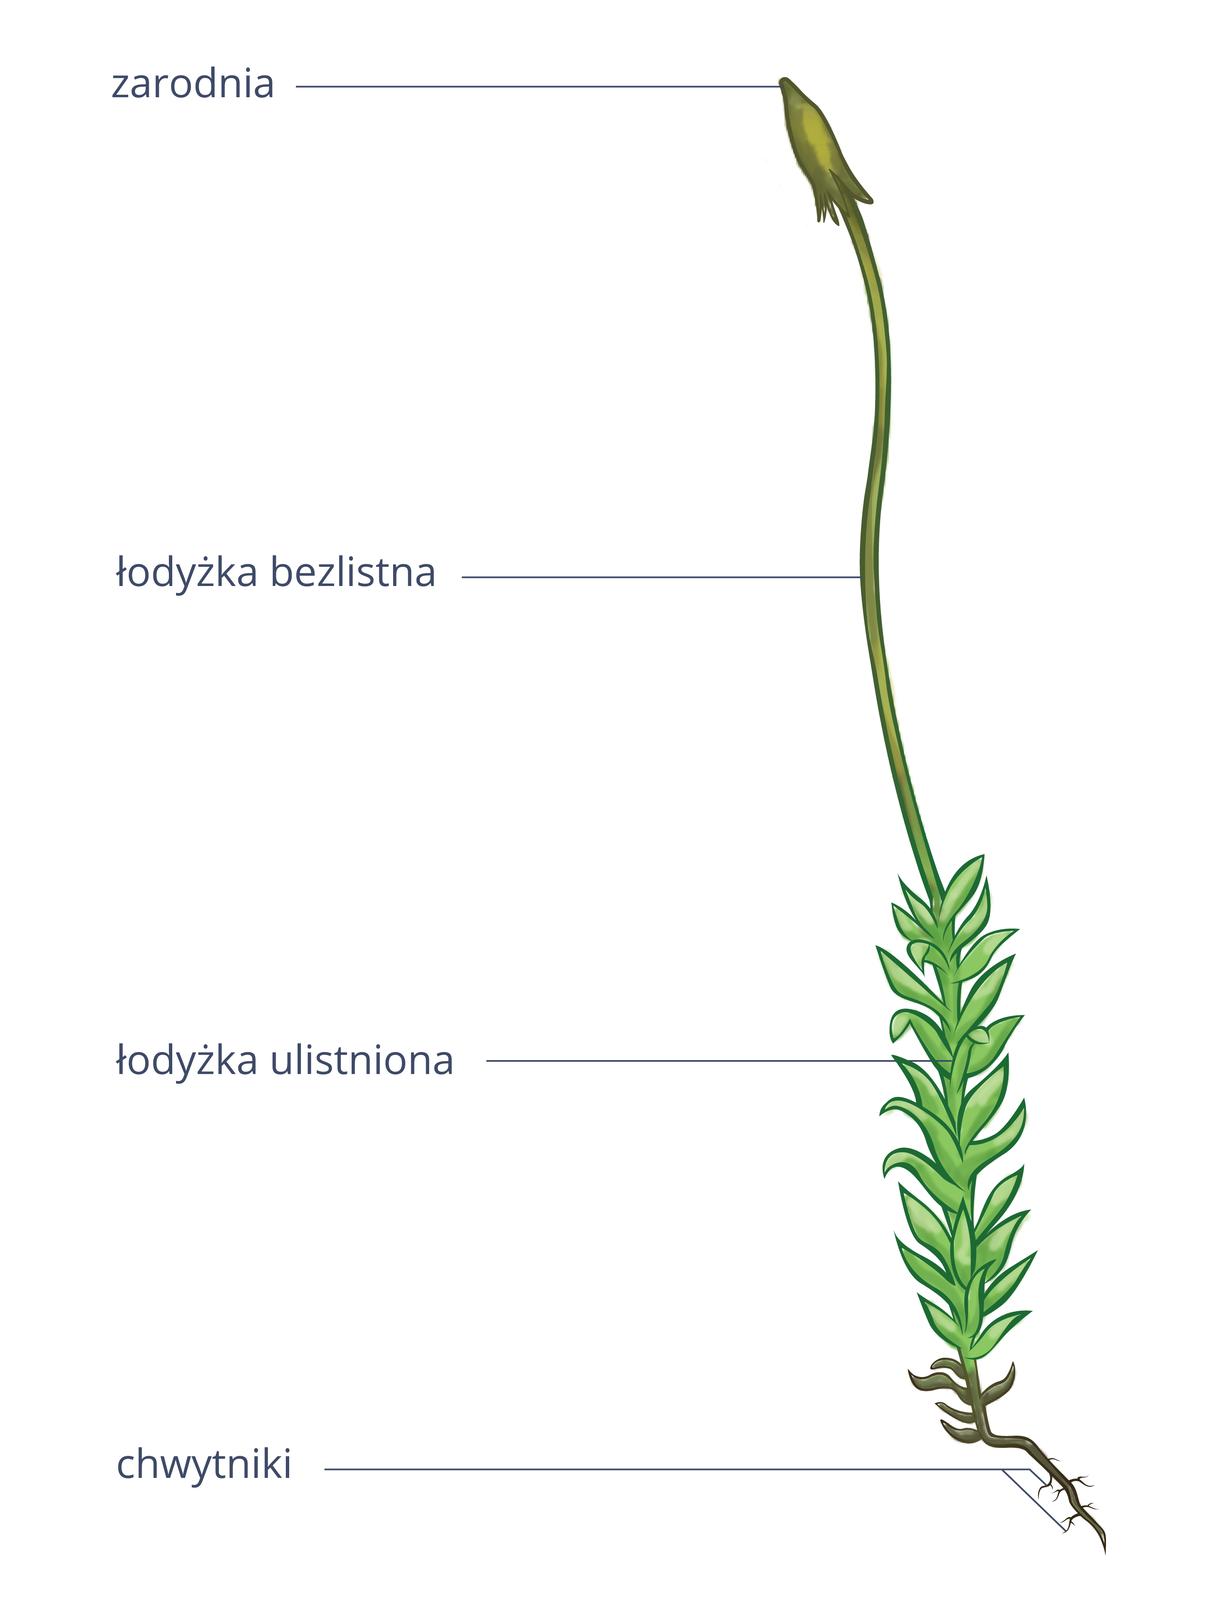 zarodnia
łodyżka bezlistna
łodyżka ulistniona
chwytniki